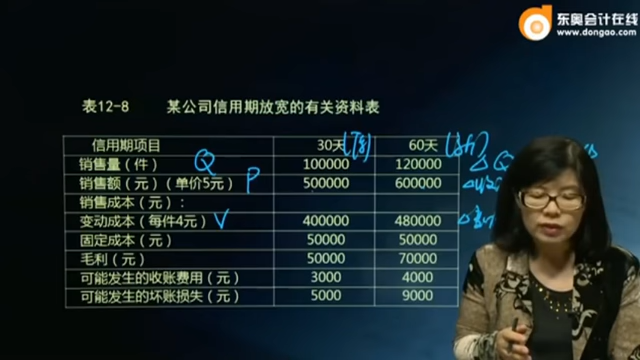 东奥会计在线
www.dongao.com
表12-8 某公司信用期放宽的有关资料表
信用期项目 30天 60天
销售量（件） Q 100000 120000 △Q
销售额（元）（单价5元） P 500000 600000
销售成本（元）：
变动成本（每件4元） V 400000 480000
固定成本（元） 50000 50000
毛利（元） 50000 70000
可能发生的收账费用（元） 3000 4000
可能发生的坏账损失（元） 5000 9000